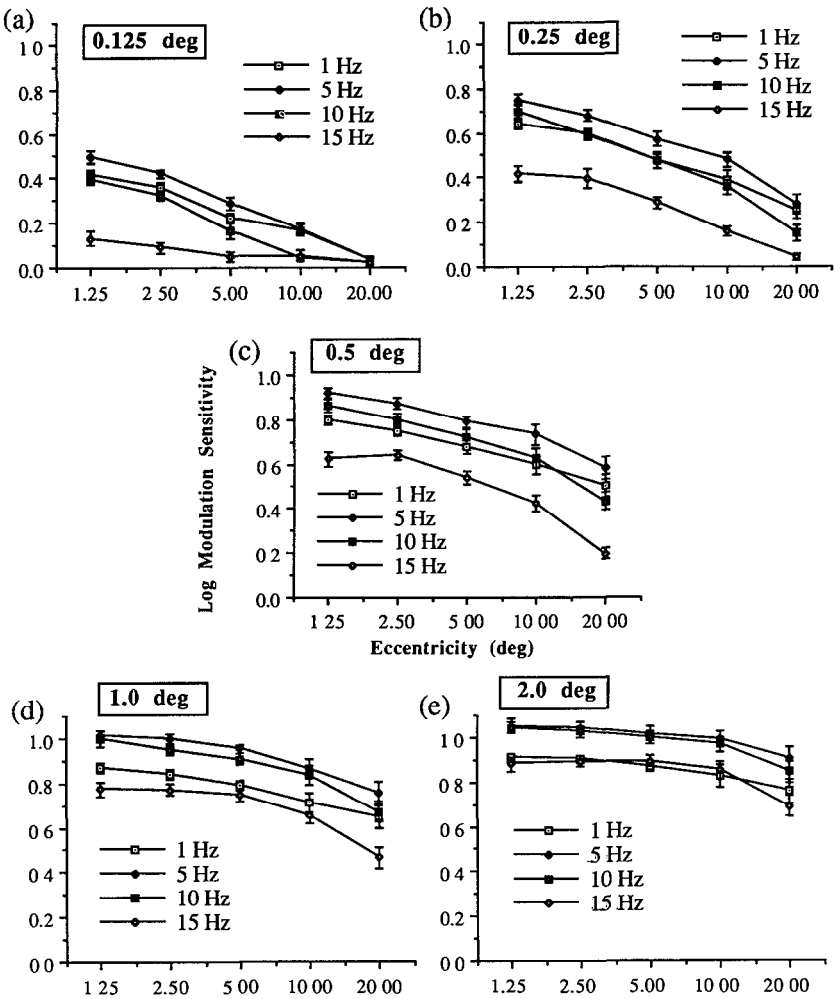 (a)
0.125 deg
1 0
0.8
0.6
0.4
0.2
0.0
1 Hz
5 Hz
10 Hz
15 Hz
1 25
2 50
5.00
10.00
20.00
(b)
0.25 deg
1.0
0.8
0.6
0.4
0.2
0.0
1 Hz
5 Hz
10 Hz
15 Hz
1.25
2.50
5 00
10 00
20 00
(c)
0.5 deg
Log Modulation Sensitivity
1.0
0.8
0.6
0.4
0.2
0.0
1 Hz
5 Hz
10 Hz
15 Hz
1 25
2.50
5 00
10 00
20 00
Eccentricity (deg)
(d)
1.0 deg
1.0
0.8
0 6
0 4
0 2
0 0
1 Hz
5 Hz
10 Hz
15 Hz
1 25
2.50
5 00
10 00
20 00
(e)
2.0 deg
1.0
0.8
0 6
0 4
0 2
0 0
1 Hz
5 Hz
10 Hz
15 Hz
1.25
2.50
5 00
10 00
20 00